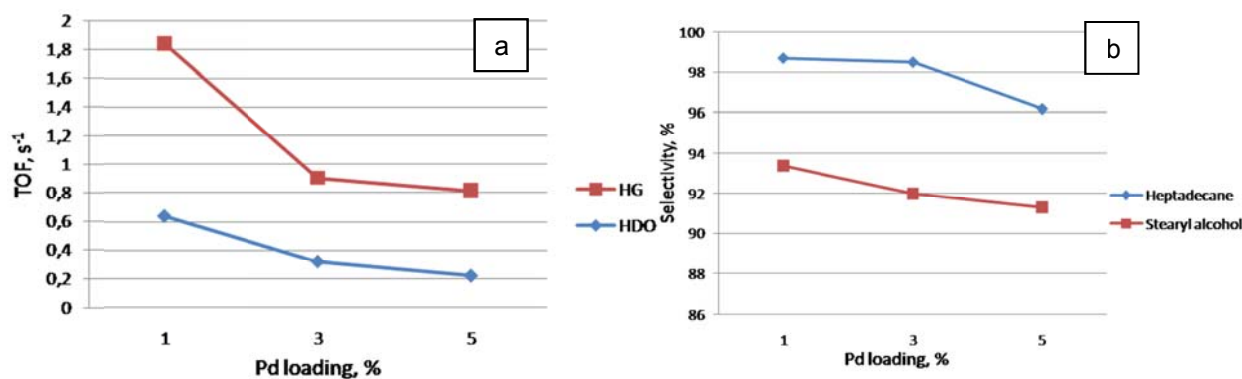 a
2
1,8
1,6
1,4
1,2
1
0,8
0,6
0,4
0,2
0
TOF, s⁻¹
1 3 5
Pd loading, %
HG
HDO
b
100
98
96
94
92
90
88
86
Selectivity, %
1 3 5
Pd loading, %
Heptadecane
Stearyl alcohol